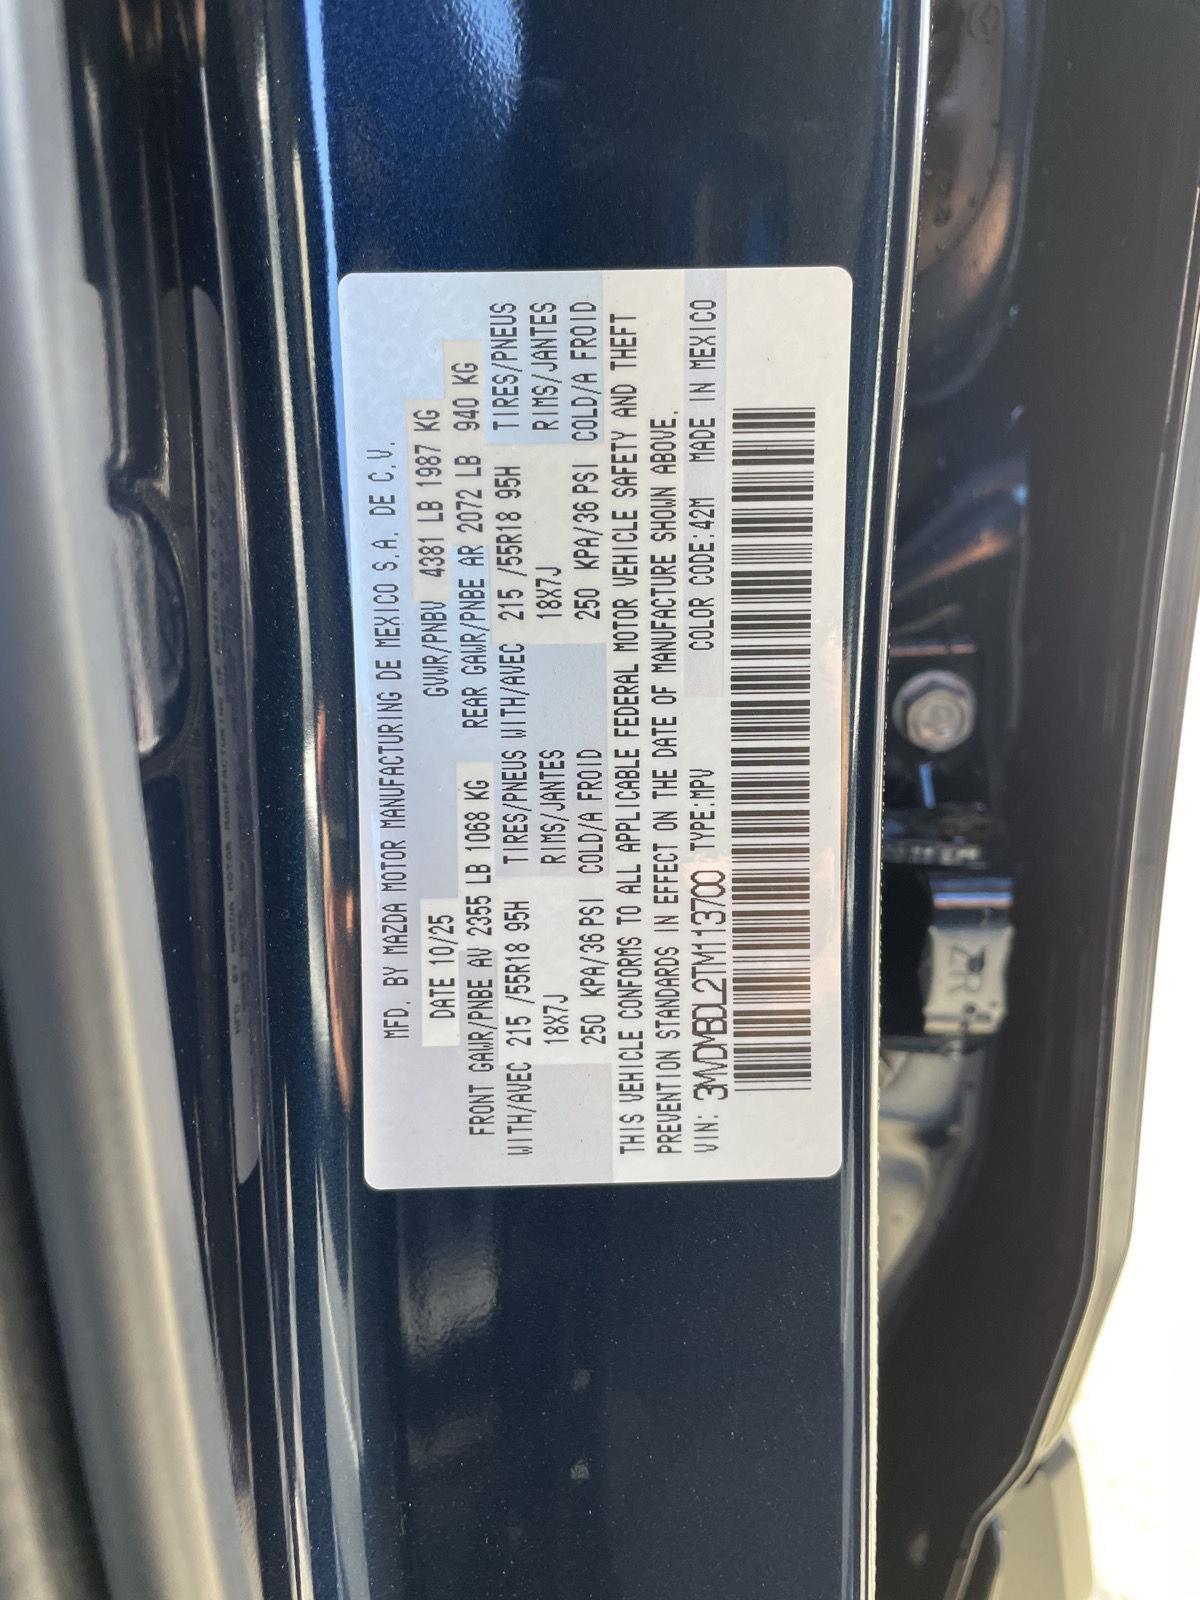 MFD. BY MAZDA MOTOR MANUFACTURING DE MEXICO S.A. DE C.V.
DATE 10/25 GVWR/PNBV 4381 LB 1987 KG
FRONT GAWR/PNBE AV 2355 LB 1068 KG REAR GAWR/PNBE AR 2072 LB 940 KG
WITH/AVEC 215 /55R18 95H TIRES/PNEUS WITH/AVEC 215 /55R18 95H TIRES/PNEUS
18X7J RIMS/JANTES 18X7J RIMS/JANTES
250 KPA/36 PSI COLD/A FROID 250 KPA/36 PSI COLD/A FROID
THIS VEHICLE CONFORMS TO ALL APPLICABLE FEDERAL MOTOR VEHICLE SAFETY AND THEFT
PREVENTION STANDARDS IN EFFECT ON THE DATE OF MANUFACTURE SHOWN ABOVE.
VIN: 3MVDMBDL2TM113700 TYPE:MPV COLOR CODE:42M MADE IN MEXICO